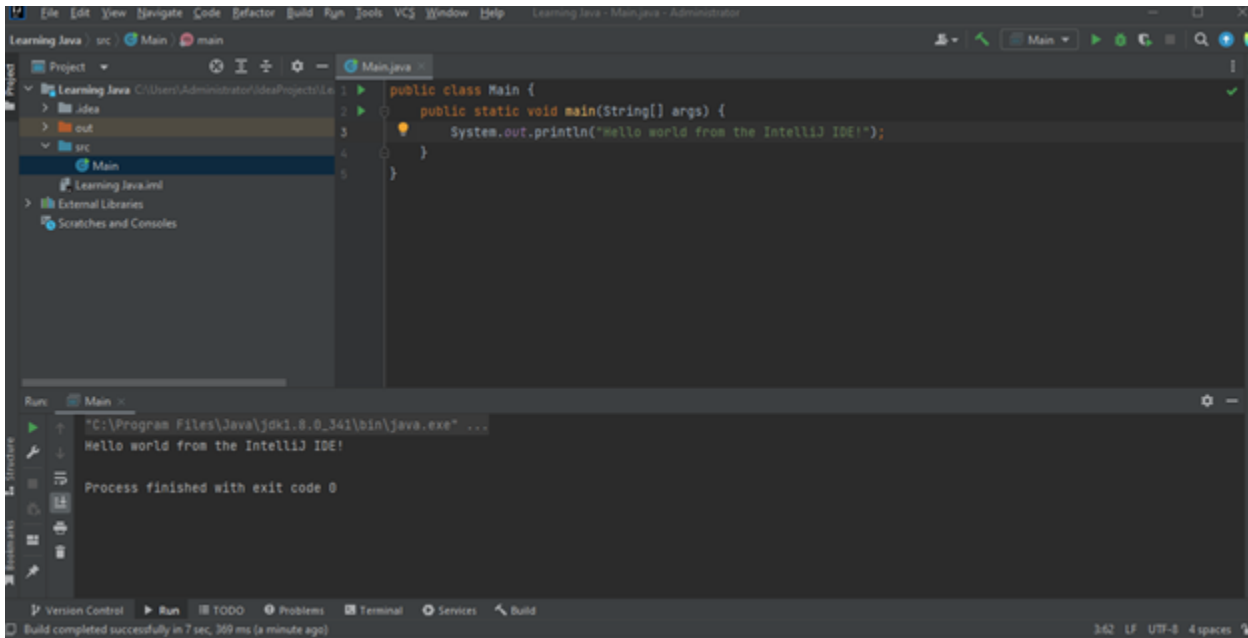 File Edit View Navigate Code Refactor Build Run Tools VCS Window Help Learning Java - Main.java - Administrator
Learning Java src Main main Main
Project
Learning Java C:\Users\Administrator\IdeaProjects\Le
.idea
out
src
Main
Learning Java.iml
External Libraries
Scratches and Consoles
Main.java
1 public class Main {
2 public static void main(String[] args) {
3 System.out.println("Hello world from the IntelliJ IDE!");
4 }
5 }
Project
Run: Main
"C:\Program Files\Java\jdk1.8.0_341\bin\java.exe" ...
Hello world from the IntelliJ IDE!
Process finished with exit code 0
Structure
Bookmarks
Version Control Run TODO Problems Terminal Services Build
Build completed successfully in 7 sec, 369 ms (a minute ago) 3:62 LF UTF-8 4 spaces